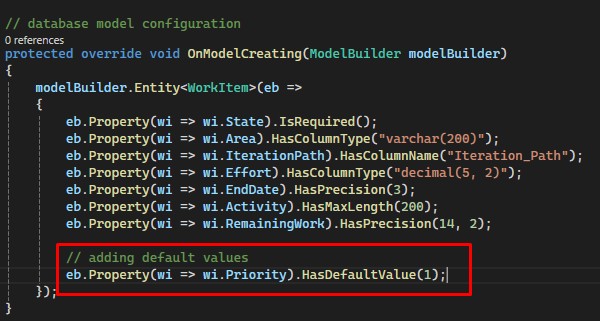 // database model configuration
0 references
protected override void OnModelCreating(ModelBuilder modelBuilder)
{
    modelBuilder.Entity<WorkItem>(eb =>
    {
        eb.Property(wi => wi.State).IsRequired();
        eb.Property(wi => wi.Area).HasColumnType("varchar(200)");
        eb.Property(wi => wi.IterationPath).HasColumnName("Iteration_Path");
        eb.Property(wi => wi.Effort).HasColumnType("decimal(5, 2)");
        eb.Property(wi => wi.EndDate).HasPrecision(3);
        eb.Property(wi => wi.Activity).HasMaxLength(200);
        eb.Property(wi => wi.RemainingWork).HasPrecision(14, 2);
        // adding default values
        eb.Property(wi => wi.Priority).HasDefaultValue(1);
    });
}